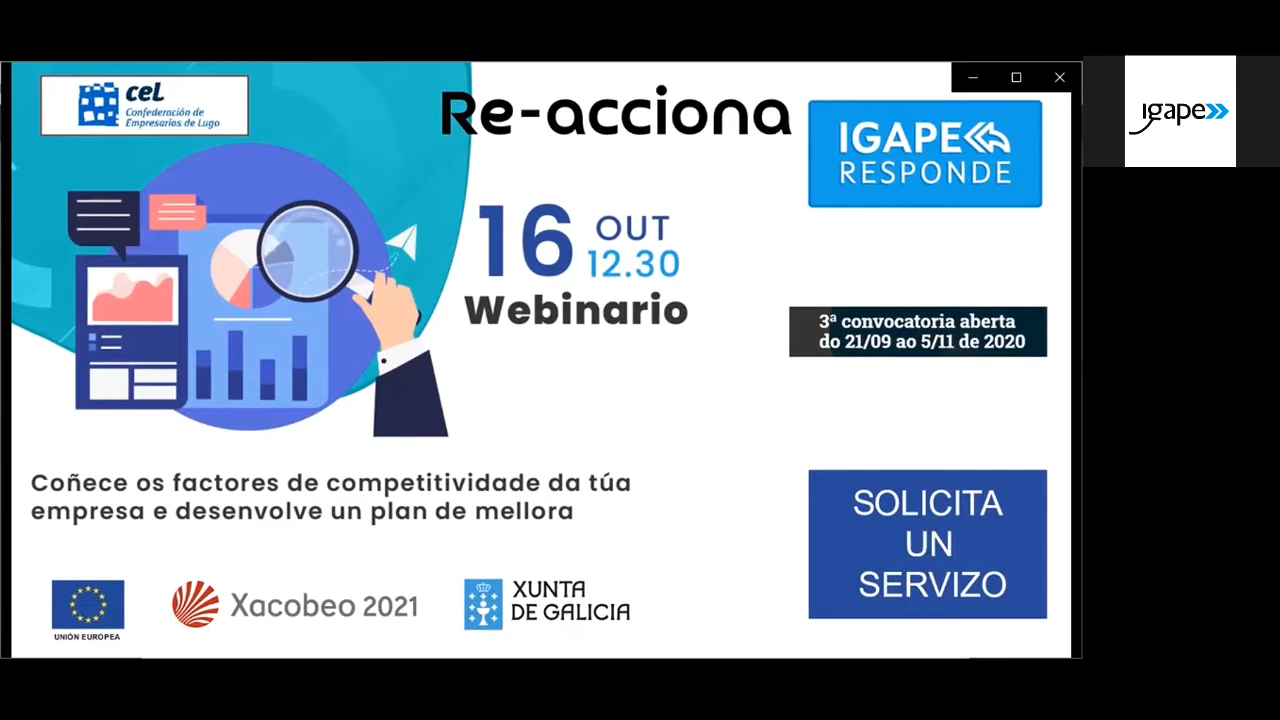 ceL
Confederación de
Empresarios de Lugo
Re-acciona
IGAPE
RESPONDE
igape
16 OUT
12.30
Webinario
3ª convocatoria aberta
do 21/09 ao 5/11 de 2020
Coñece os factores de competitividade da túa
empresa e desenvolve un plan de mellora
SOLICITA
UN
SERVIZO
UNIÓN EUROPEA
Xacobeo 2021
XUNTA
DE GALICIA